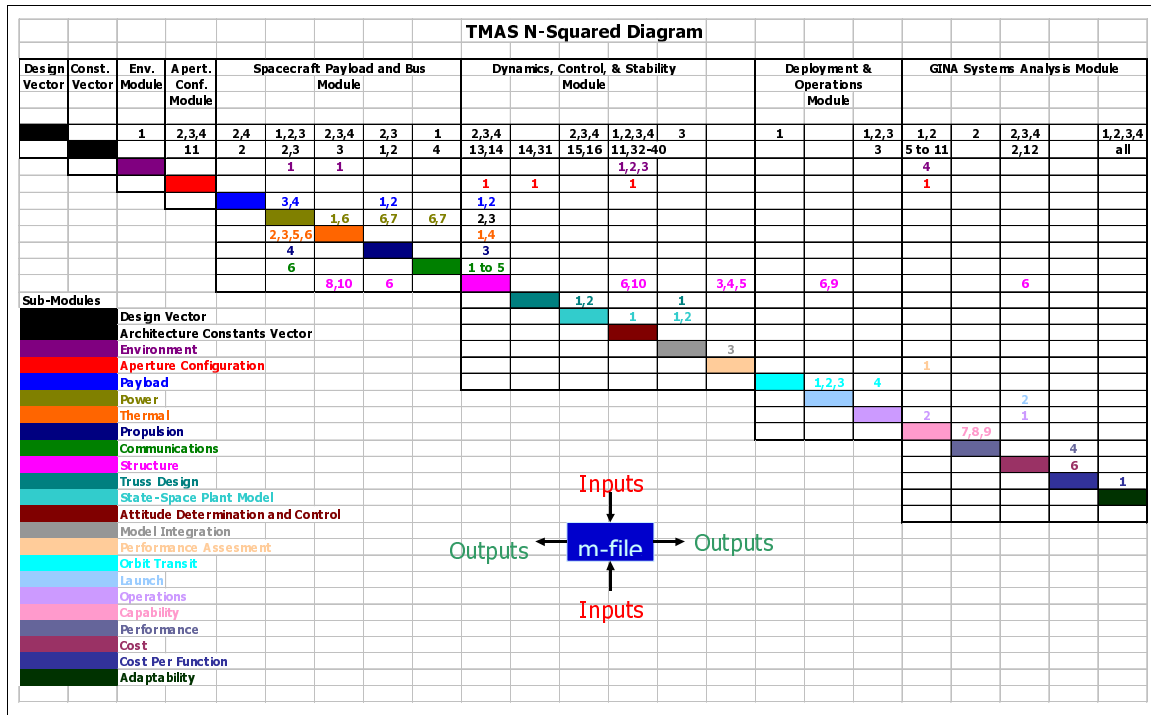 TMAS N-Squared Diagram
Design Const. Env. Apert. Spacecraft Payload and Bus Dynamics, Control, & Stability Deployment & GINA Systems Analysis Module
Vector Vector Module Conf. Module Module Operations
Module Module
1 2,3,4 2,4 1,2,3 2,3,4 2,3 1 2,3,4 2,3,4 1,2,3,4 3 1 1,2,3 1,2 2 2,3,4 1,2,3,4
11 2 2,3 3 1,2 4 13,14 14,31 15,16 11,32-40 3 5 to 11 2,12 all
1 1 1,2,3 4
1 1 1 1
3,4 1,2 1,2
1,6 6,7 6,7 2,3
2,3,5,6 1,4
4 3
6 1 to 5
8,10 6 6,10 3,4,5 6,9 6
Sub-Modules 1,2 1
Design Vector 1 1,2
Architecture Constants Vector
Environment 3
Aperture Configuration 1
Payload 1,2,3 4
Power 2
Thermal 2 1
Propulsion 7,8,9
Communications 4
Structure 6
Truss Design 1
State-Space Plant Model
Attitude Determination and Control
Model Integration
Performance Assesment
Orbit Transit
Launch
Operations
Capability
Performance
Cost
Cost Per Function
Adaptability
Inputs
Outputs m-file Outputs
Inputs